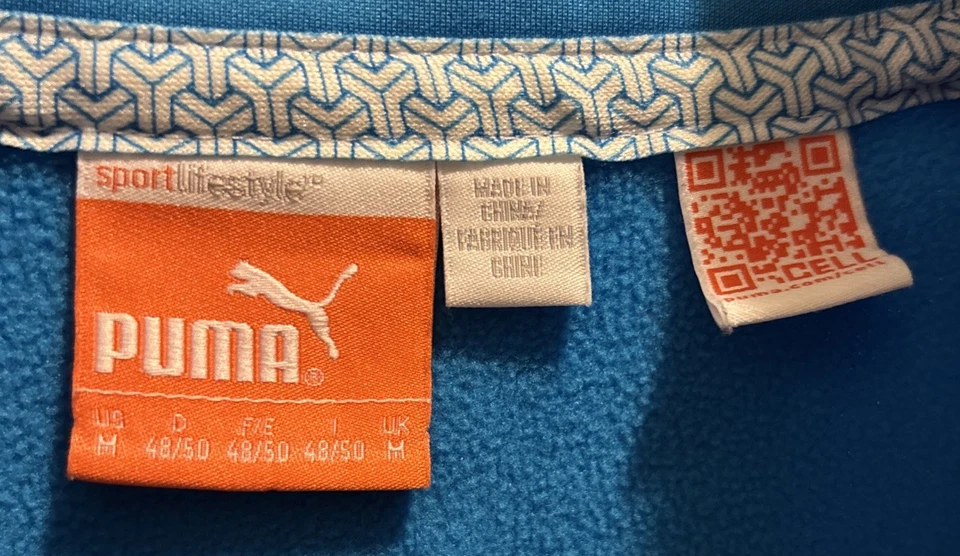 sportlifestyle
PUMA®
US D F/E I UK
M 48/50 48/50 48/50 M
MADE IN
CHINA/
FABRIQUÉ EN
CHINE
CELL
puma.com/cell